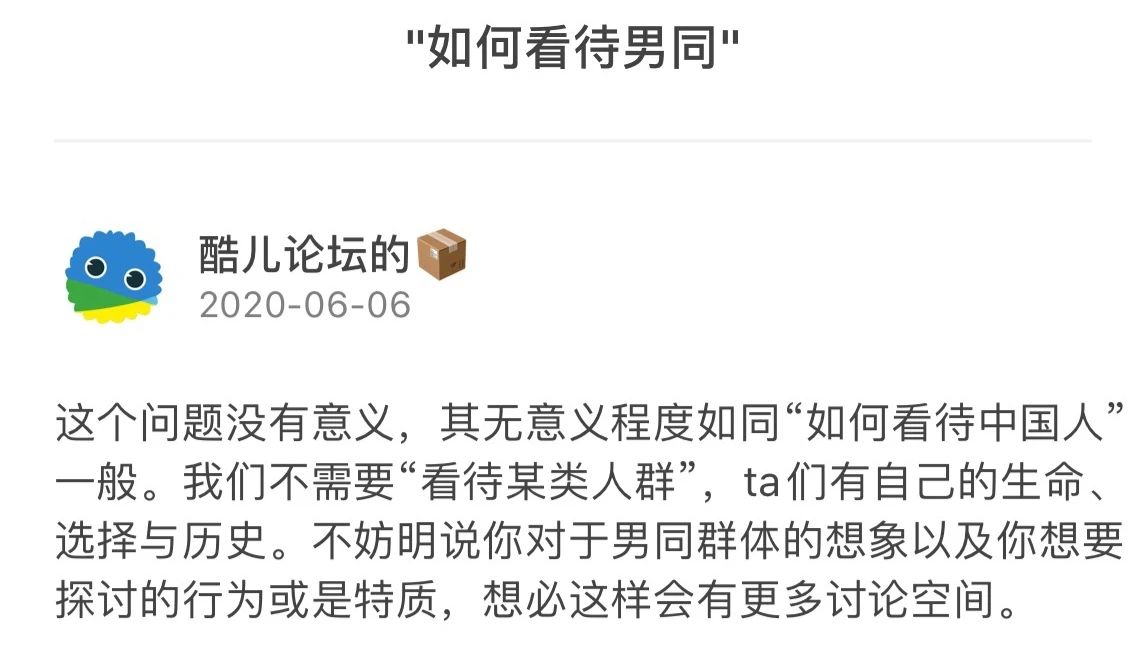 "如何看待男同"
酷儿论坛的📦
2020-06-06
这个问题没有意义，其无意义程度如同“如何看待中国人”
一般。我们不需要“看待某类人群”，ta们有自己的生命、
选择与历史。不妨明说你对于男同群体的想象以及你想要
探讨的行为或是特质，想必这样会有更多讨论空间。